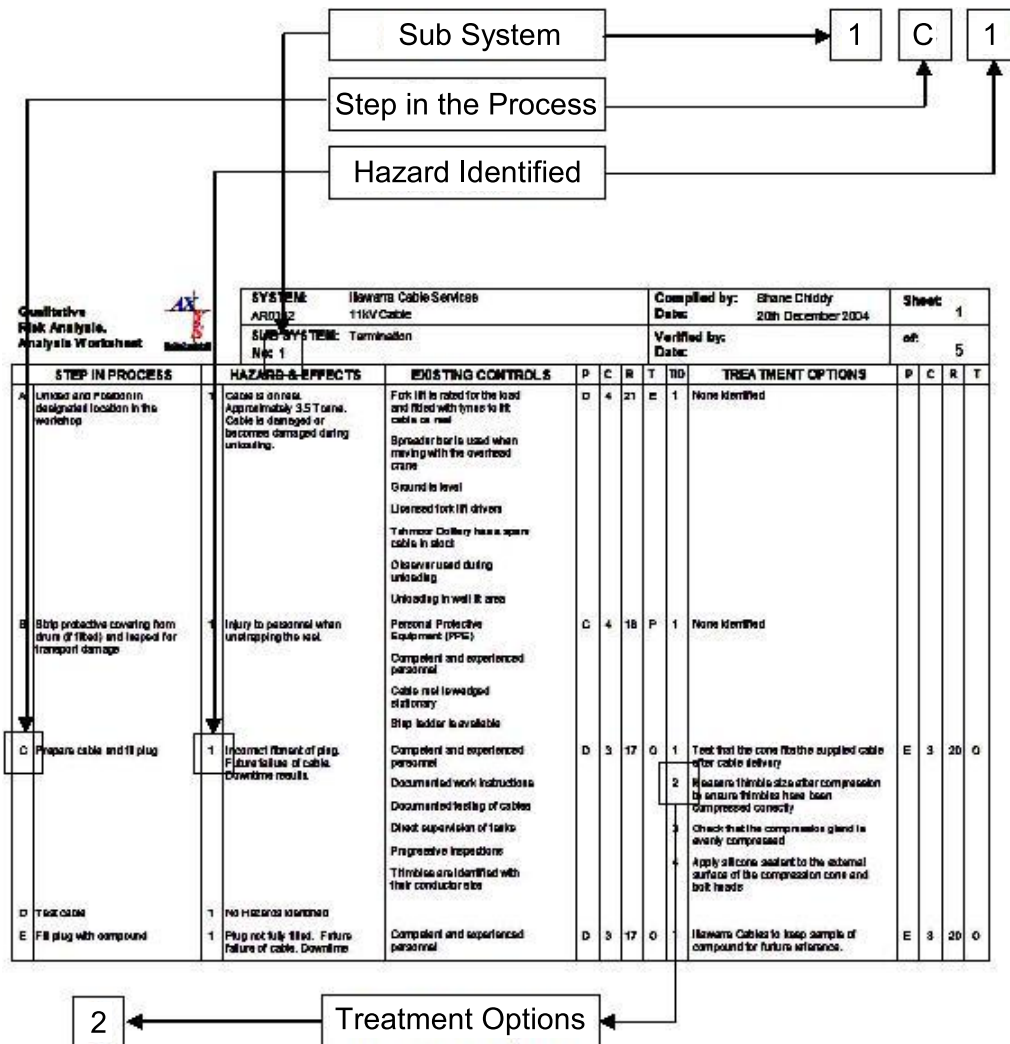 Sub System
1 C 1
Step in the Process
Hazard Identified
Qualitative
Risk Analysis.
Analysis Worksheet
SYSTEM: Illawarra Cable Services
11kV Cable
Compiled by: Shane Chiddy
Date: 20th December 2004
Sheet: 1
SUB SYSTEM: Termination
No: 1
Verified by:
Date:
of: 5
STEP IN PROCESS HAZARD & EFFECTS EXISTING CONTROLS P C R T TREATMENT OPTIONS P C R T
A Unload and Position in
designated location in the
workshop
1 Cable is on reel.
Approximately 3.5 Tonne.
Cable is damaged or
becomes damaged during
unloading.
Fork lift is rated for the load
and fitted with tynes to lift
cable on reel
Spreader bar is used when
moving with the overhead
crane
Ground is level
Licensed fork lift drivers
Tahmoor Colliery have a spare
cable in stock
Observer used during
unloading
Unloading in well lit area
D 4 21 E 1 None Identified
B Strip protective covering from
drum (if fitted) and inspect for
transport damage
1 Injury to personnel when
unstrapping the reel.
Personal Protective
Equipment (PPE)
Competent and experienced
personnel
Cable reel is wedged
stationary
Step ladder is available
C 4 18 P 1 None Identified
C Prepare cable and fit plug
1 Incorrect fitment of plug.
Future failure of cable.
Downtime results.
Competent and experienced
personnel
Documented work instructions
Documented testing of cables
Direct supervision of tasks
Progressive inspections
Thimbles are identified with
their conductor size
D 3 17 O 1 Test that the cone fits the supplied cable
after cable delivery
2 Measure thimble size after compression
to ensure thimbles have been
compressed correctly
3 Check that the compression gland is
evenly compressed
4 Apply silicone sealant to the external
surface of the compression cone and
bolt heads
E 3 20 O
D Test cable
1 No Hazards Identified
E Fill plug with compound
1 Plug not fully filled. Future
failure of cable. Downtime
Competent and experienced
personnel
D 3 17 O 1 Illawarra Cables to keep sample of
compound for future reference.
E 3 20 O
2
Treatment Options